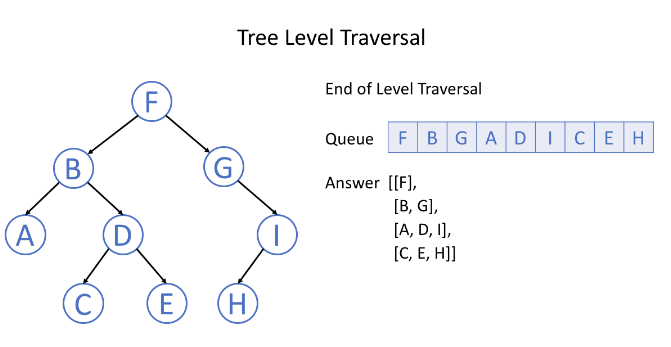 Tree Level Traversal
F
B
G
A
D
I
C
E
H
End of Level Traversal
Queue F B G A D I C E H
Answer [[F],
[B, G],
[A, D, I],
[C, E, H]]